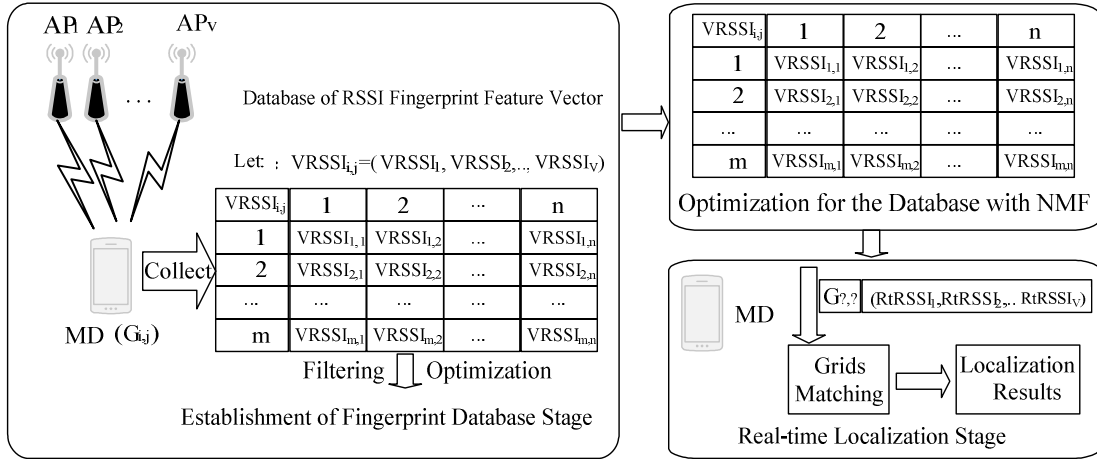 AP1 AP2 APV
...
Database of RSSI Fingerprint Feature Vector
Let: ; VRSSIi,j=(VRSSI1, VRSSI2,.., VRSSIV)
VRSSIi,j 1 2 ... n
1 VRSSI1,1 VRSSI1,2 ... VRSSI1,n
2 VRSSI2,1 VRSSI2,2 ... VRSSI2,n
... ... ... ... ...
m VRSSIm,1 VRSSIm,2 ... VRSSIm,n
Collect
MD (Gi,j)
Filtering Optimization
Establishment of Fingerprint Database Stage
VRSSIi,j 1 2 ... n
1 VRSSI1,1 VRSSI1,2 ... VRSSI1,n
2 VRSSI2,1 VRSSI2,2 ... VRSSI2,n
... ... ... ... ...
m VRSSIm,1 VRSSIm,2 ... VRSSIm,n
Optimization for the Database with NMF
MD
G?,? (RtRSSI1,RtRSSI2,.. RtRSSIV)
Grids
Matching
Localization
Results
Real-time Localization Stage